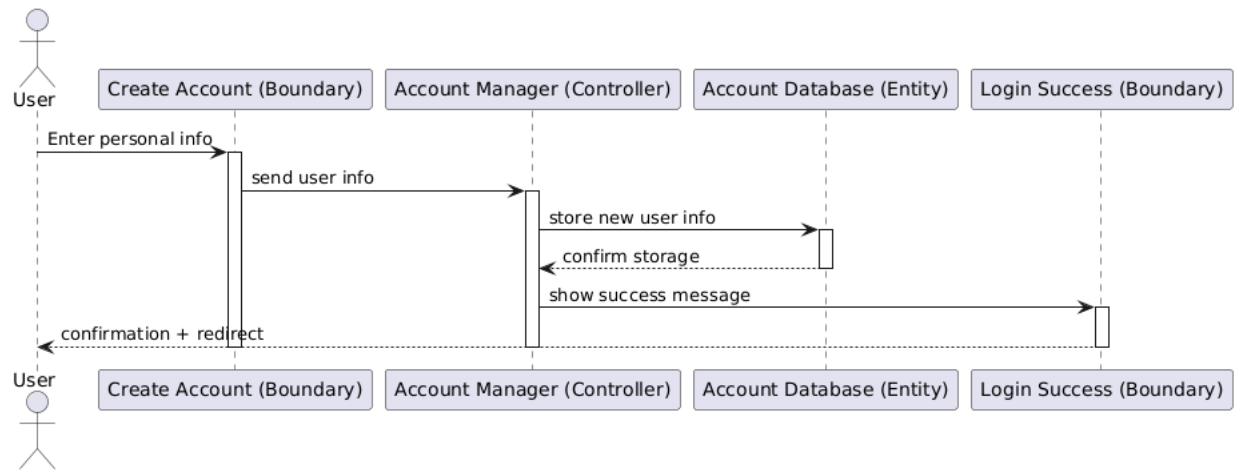 User
Create Account (Boundary)
Account Manager (Controller)
Account Database (Entity)
Login Success (Boundary)
Enter personal info
send user info
store new user info
confirm storage
show success message
confirmation + redirect
User
Create Account (Boundary)
Account Manager (Controller)
Account Database (Entity)
Login Success (Boundary)